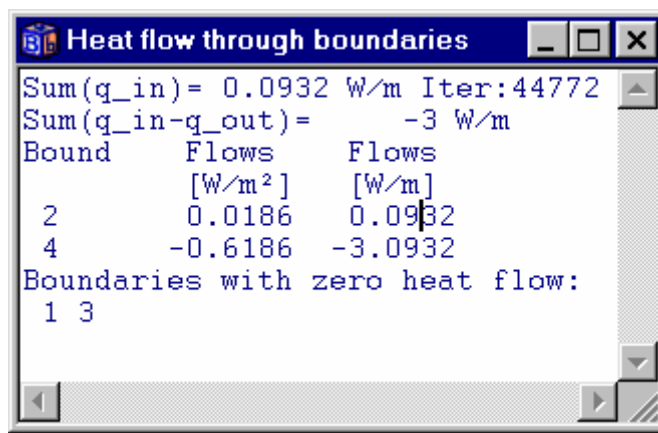 Heat flow through boundaries
Sum(q_in)= 0.0932 W/m Iter:44772
Sum(q_in-q_out)= -3 W/m
Bound Flows Flows
[W/m²] [W/m]
2 0.0186 0.0932
4 -0.6186 -3.0932
Boundaries with zero heat flow:
1 3